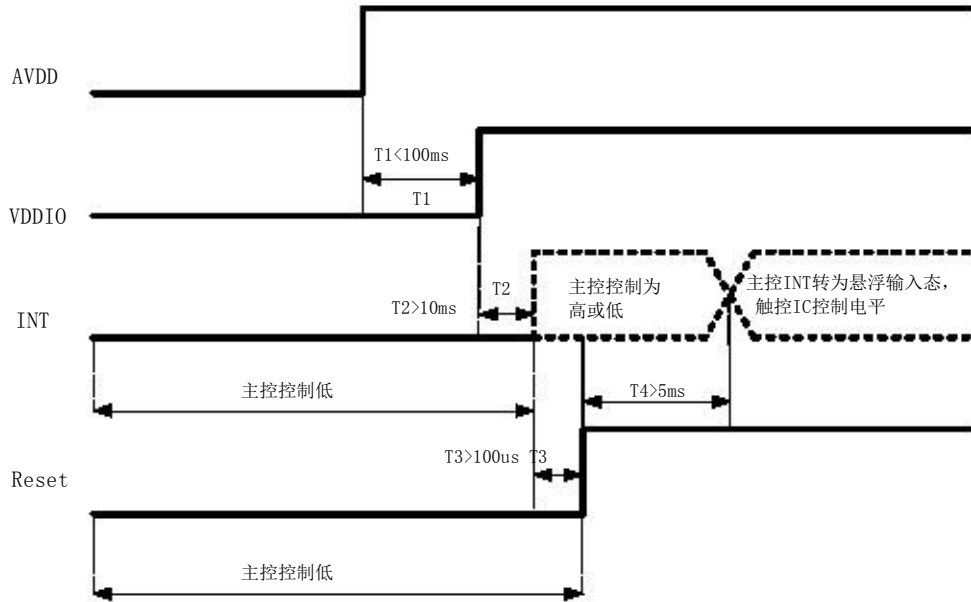 AVDD
T1<100ms
T1
VDDIO
T2>10ms
T2
主控控制为
高或低
主控INT转为悬浮输入态，
触控IC控制电平
INT
主控控制低
T4>5ms
T3>100us T3
Reset
主控控制低